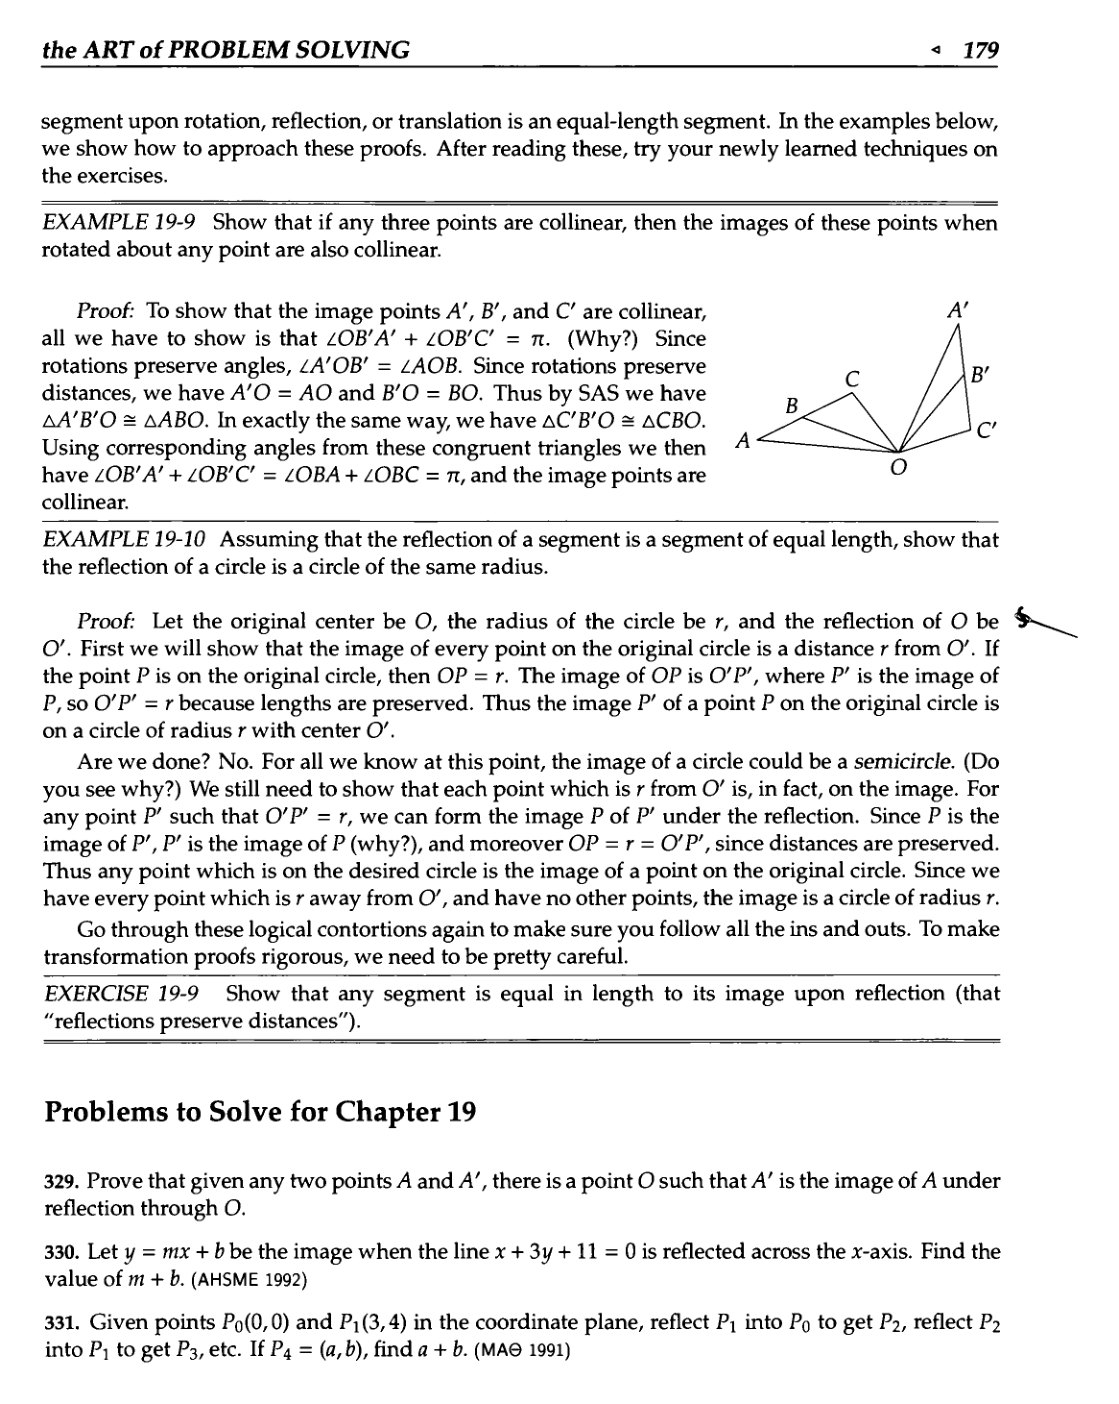 the ART of PROBLEM SOLVING ◃ 179
segment upon rotation, reflection, or translation is an equal-length segment. In the examples below,
we show how to approach these proofs. After reading these, try your newly learned techniques on
the exercises.
EXAMPLE 19-9 Show that if any three points are collinear, then the images of these points when
rotated about any point are also collinear.
Proof: To show that the image points A′, B′, and C′ are collinear,
all we have to show is that ∠OB′A′ + ∠OB′C′ = π. (Why?) Since
rotations preserve angles, ∠A′OB′ = ∠AOB. Since rotations preserve
distances, we have A′O = AO and B′O = BO. Thus by SAS we have
△A′B′O ≅ △ABO. In exactly the same way, we have △C′B′O ≅ △CBO.
Using corresponding angles from these congruent triangles we then
have ∠OB′A′ + ∠OB′C′ = ∠OBA + ∠OBC = π, and the image points are
collinear.
A′
C
B′
B
C′
A
O
EXAMPLE 19-10 Assuming that the reflection of a segment is a segment of equal length, show that
the reflection of a circle is a circle of the same radius.
Proof: Let the original center be O, the radius of the circle be r, and the reflection of O be
O′. First we will show that the image of every point on the original circle is a distance r from O′. If
the point P is on the original circle, then OP = r. The image of OP is O′P′, where P′ is the image of
P, so O′P′ = r because lengths are preserved. Thus the image P′ of a point P on the original circle is
on a circle of radius r with center O′.
Are we done? No. For all we know at this point, the image of a circle could be a semicircle. (Do
you see why?) We still need to show that each point which is r from O′ is, in fact, on the image. For
any point P′ such that O′P′ = r, we can form the image P of P′ under the reflection. Since P is the
image of P′, P′ is the image of P (why?), and moreover OP = r = O′P′, since distances are preserved.
Thus any point which is on the desired circle is the image of a point on the original circle. Since we
have every point which is r away from O′, and have no other points, the image is a circle of radius r.
Go through these logical contortions again to make sure you follow all the ins and outs. To make
transformation proofs rigorous, we need to be pretty careful.
EXERCISE 19-9 Show that any segment is equal in length to its image upon reflection (that
"reflections preserve distances").
Problems to Solve for Chapter 19
329. Prove that given any two points A and A′, there is a point O such that A′ is the image of A under
reflection through O.
330. Let y = mx + b be the image when the line x + 3y + 11 = 0 is reflected across the x-axis. Find the
value of m + b. (AHSME 1992)
331. Given points P₀(0,0) and P₁(3,4) in the coordinate plane, reflect P₁ into P₀ to get P₂, reflect P₂
into P₁ to get P₃, etc. If P₄ = (a,b), find a + b. (MAΘ 1991)